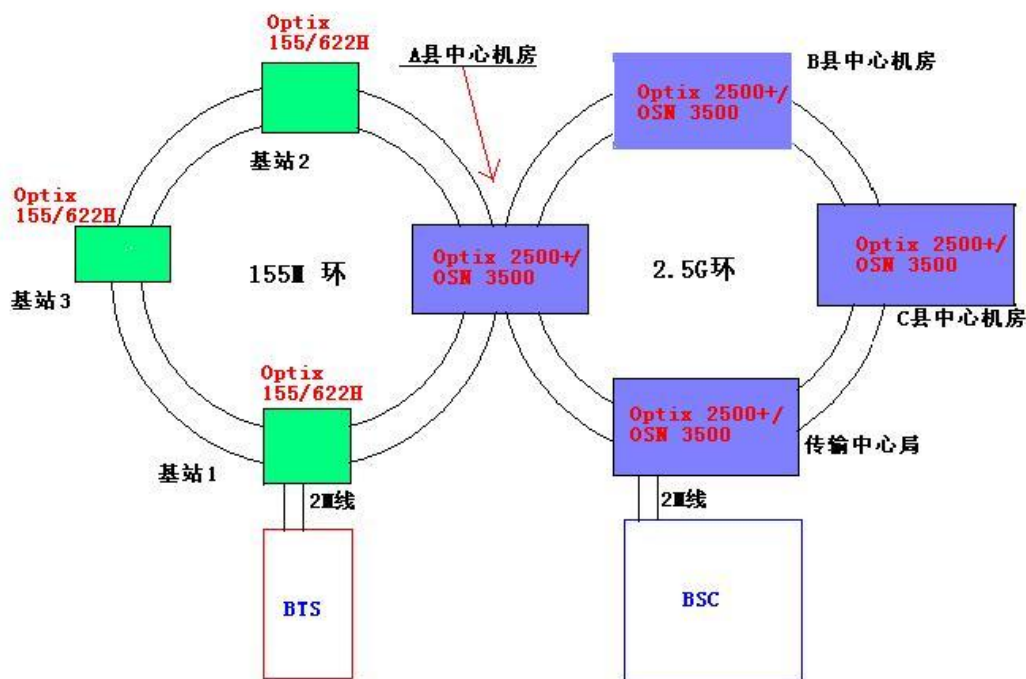 Optix
155/622H
A县中心机房
B县中心机房
Optix 2500+/
OSN 3500
基站2
Optix
155/622H
基站3
155M 环
Optix 2500+/
OSN 3500
2.5G环
Optix 2500+/
OSN 3500
C县中心机房
Optix
155/622H
基站1
Optix 2500+/
OSN 3500
传输中心局
2M线
2M线
BTS
BSC